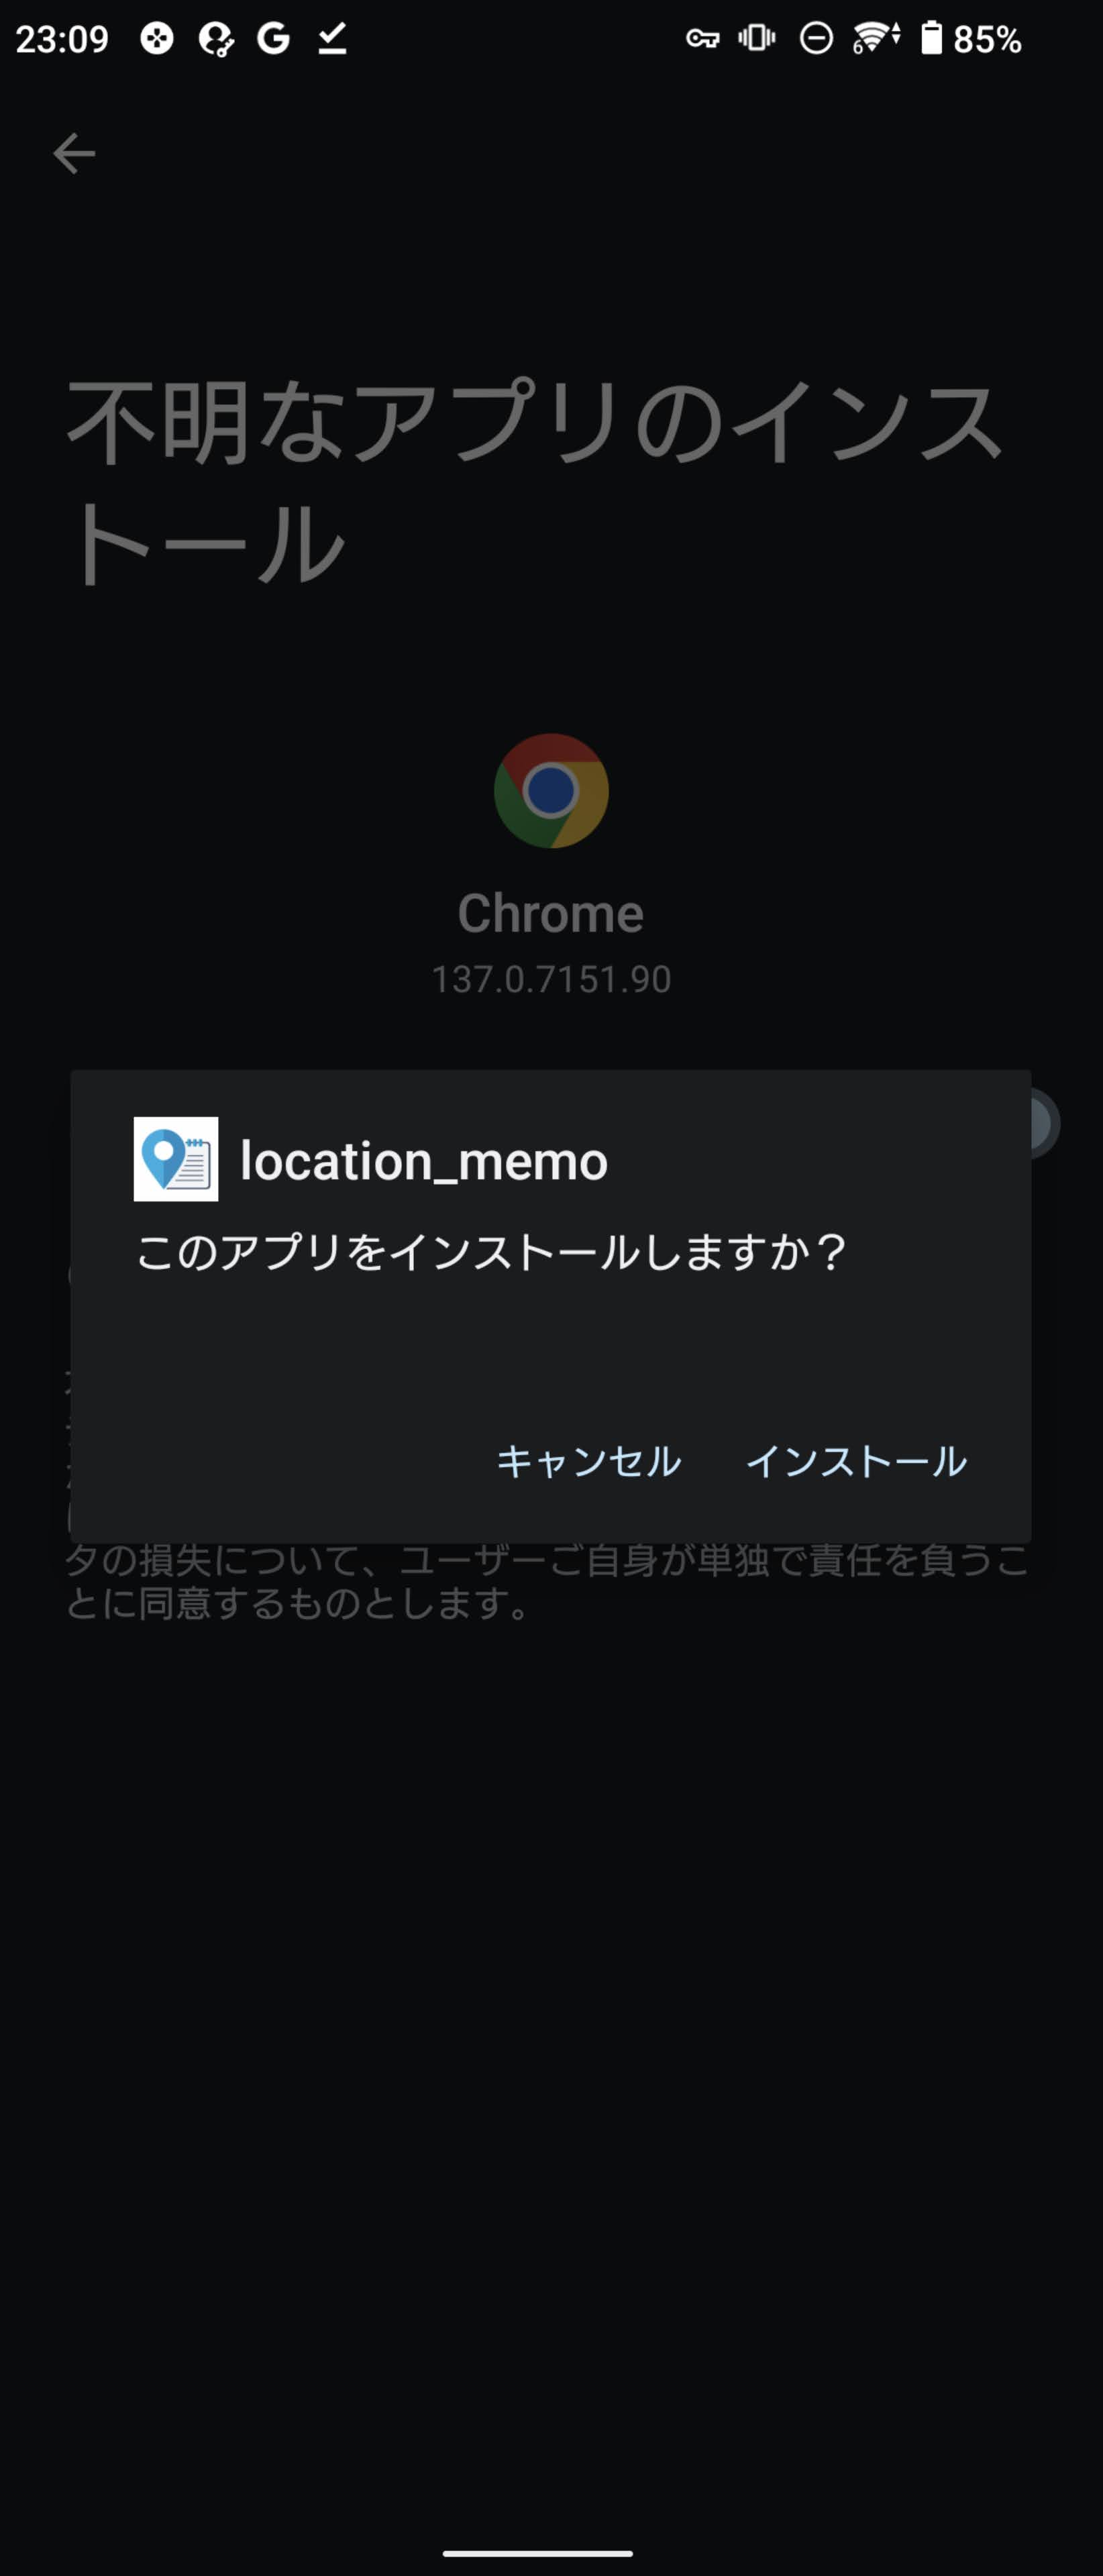 23:09
6
85%
不明なアプリのインス
トール
Chrome
137.0.7151.90
location_memo
このアプリをインストールしますか？
キャンセル インストール
タの損失について、ユーザーご自身が単独で責任を負うこ
とに同意するものとします。